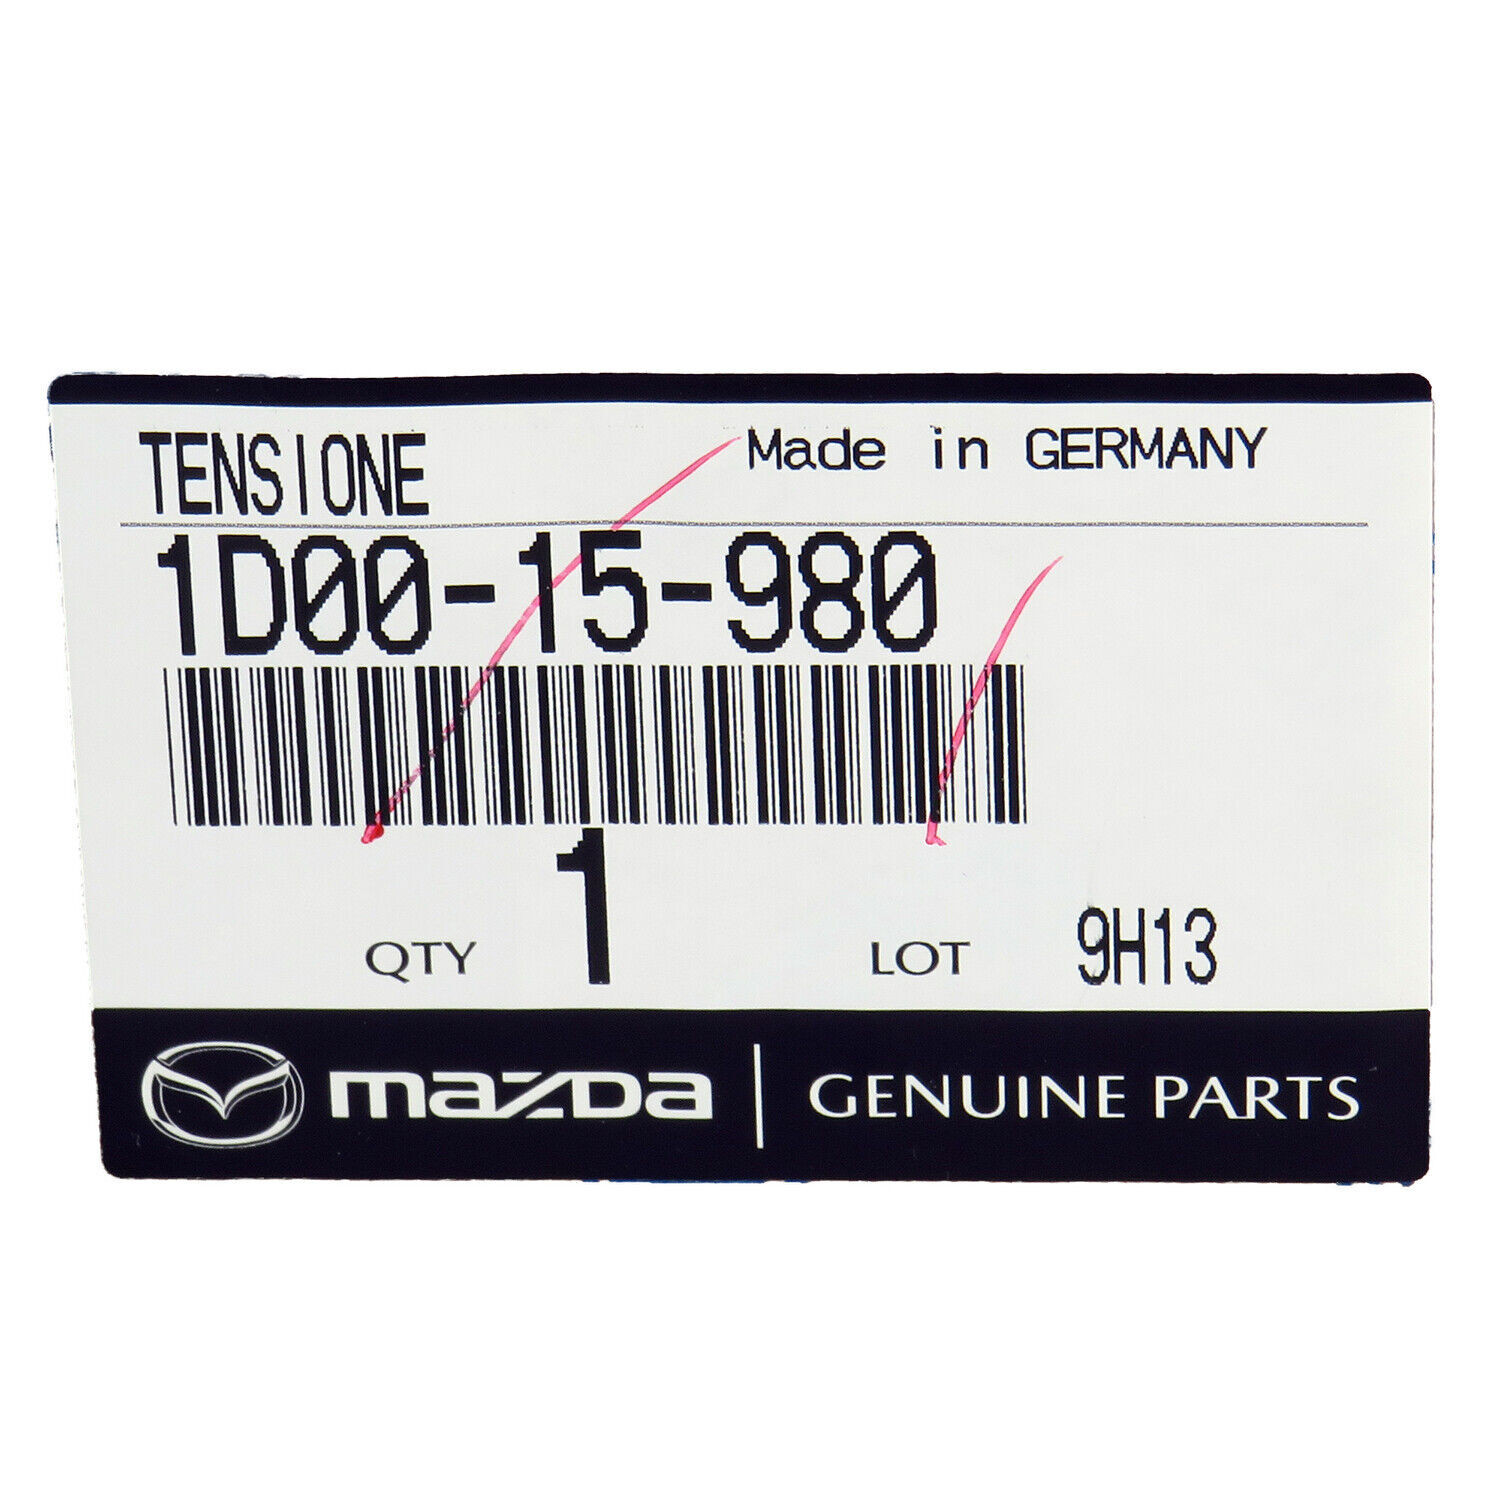 TENSIONE Made in GERMANY
1D00-15-980
QTY 1 LOT 9H13
mazda GENUINE PARTS